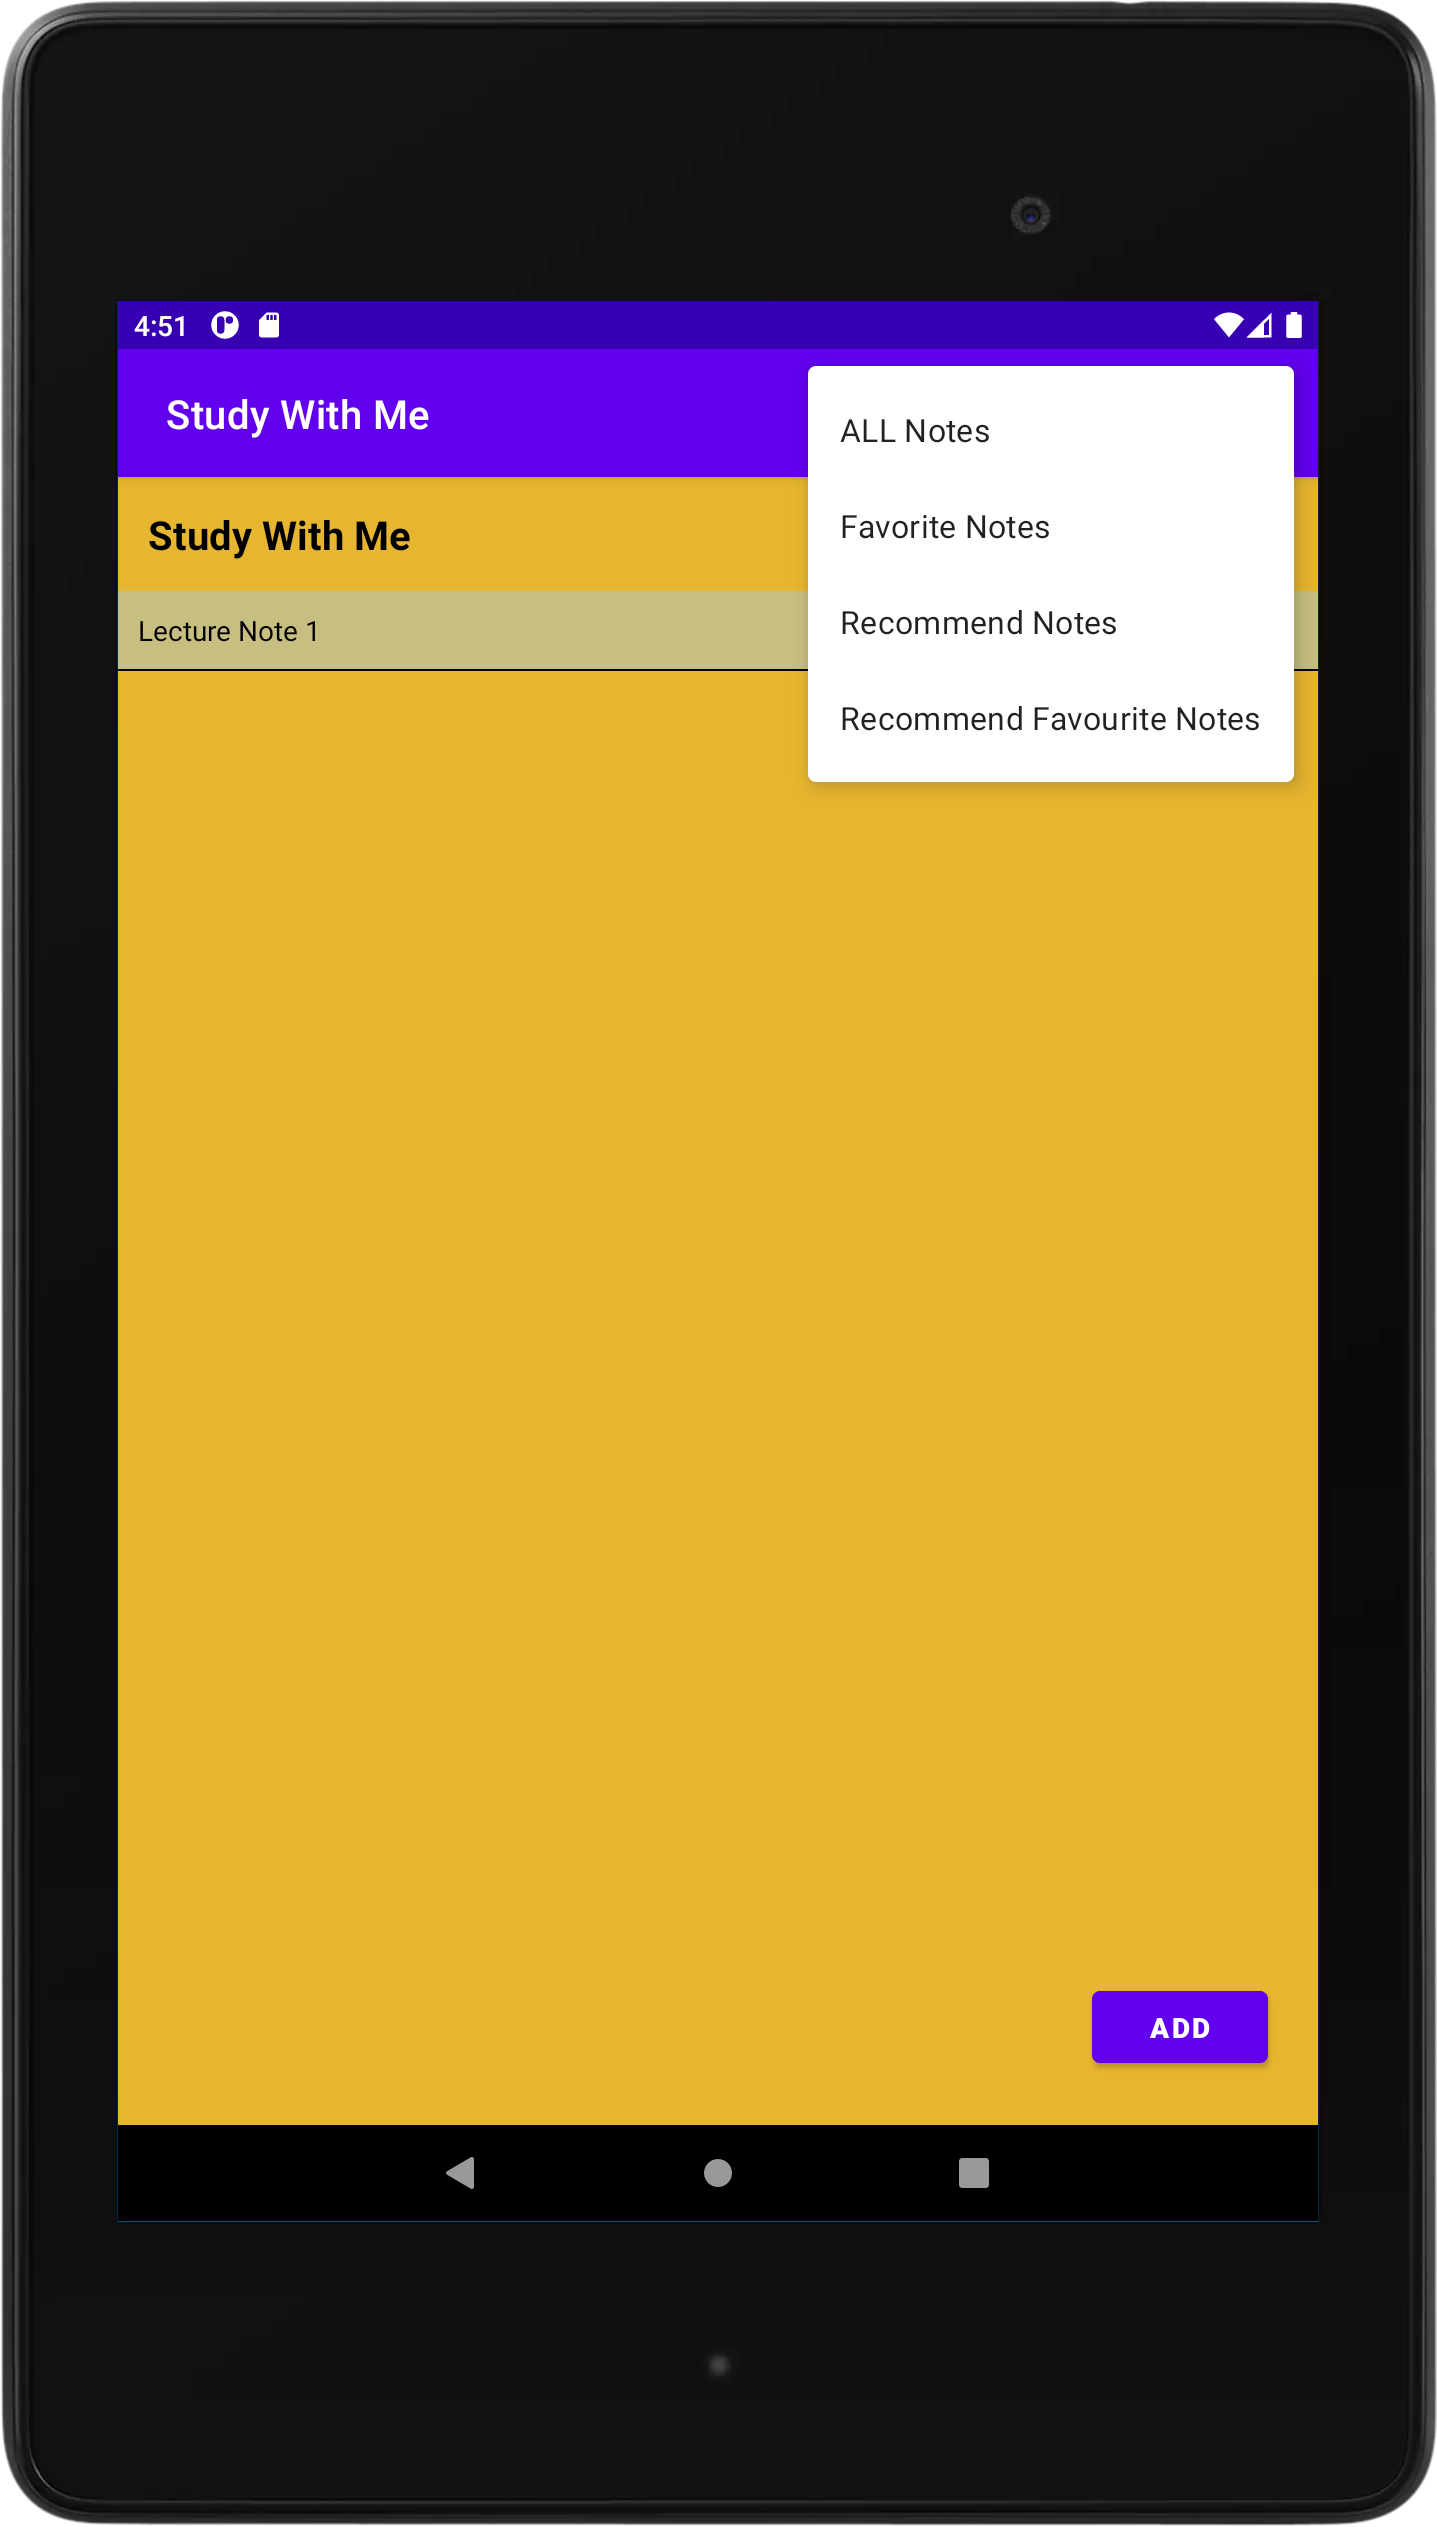 4:51
Study With Me
ALL Notes
Favorite Notes
Recommend Notes
Recommend Favourite Notes
Study With Me
Lecture Note 1
ADD